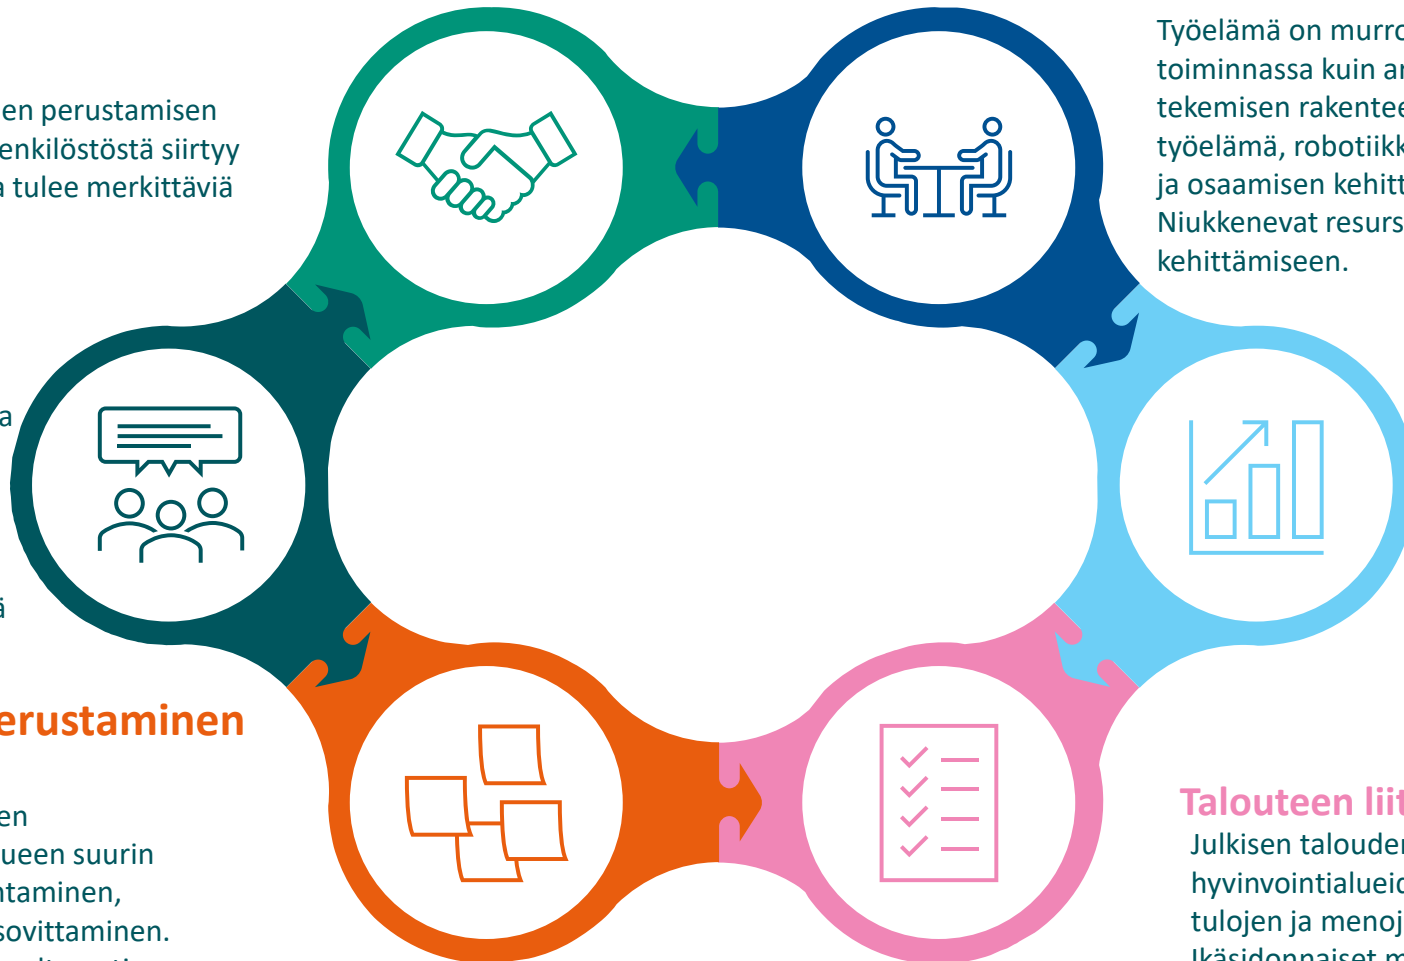 en perustamisen
enkilöstöstä siirtyy
a tulee merkittäviä
a
ä
erustaminen
en
ueen suurin
ntaminen,
sovittaminen.
Työelämä on murro
toiminnassa kuin ar
tekemisen rakentee
työelämä, robotiikk
ja osaamisen kehitt
Niukkenevat resurs
kehittämiseen.
Talouteen liit
Julkisen talouden
hyvinvointialueid
tulojen ja menoj
Ikäsidonnaiset m